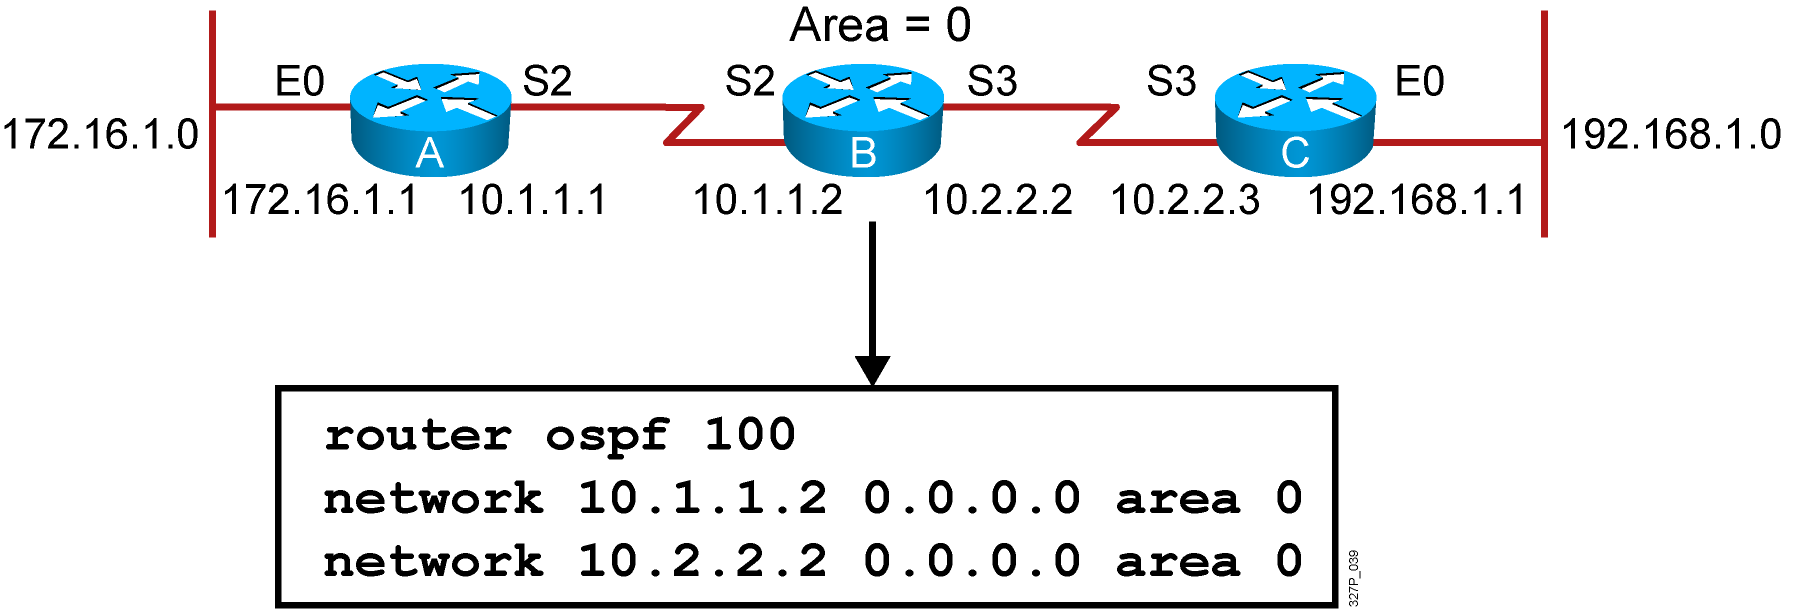 Area = 0
E0
S2
S2
S3
S3
E0
172.16.1.0
A
B
C
192.168.1.0
172.16.1.1
10.1.1.1
10.1.1.2
10.2.2.2
10.2.2.3
192.168.1.1
router ospf 100
network 10.1.1.2 0.0.0.0 area 0
network 10.2.2.2 0.0.0.0 area 0
327P_039